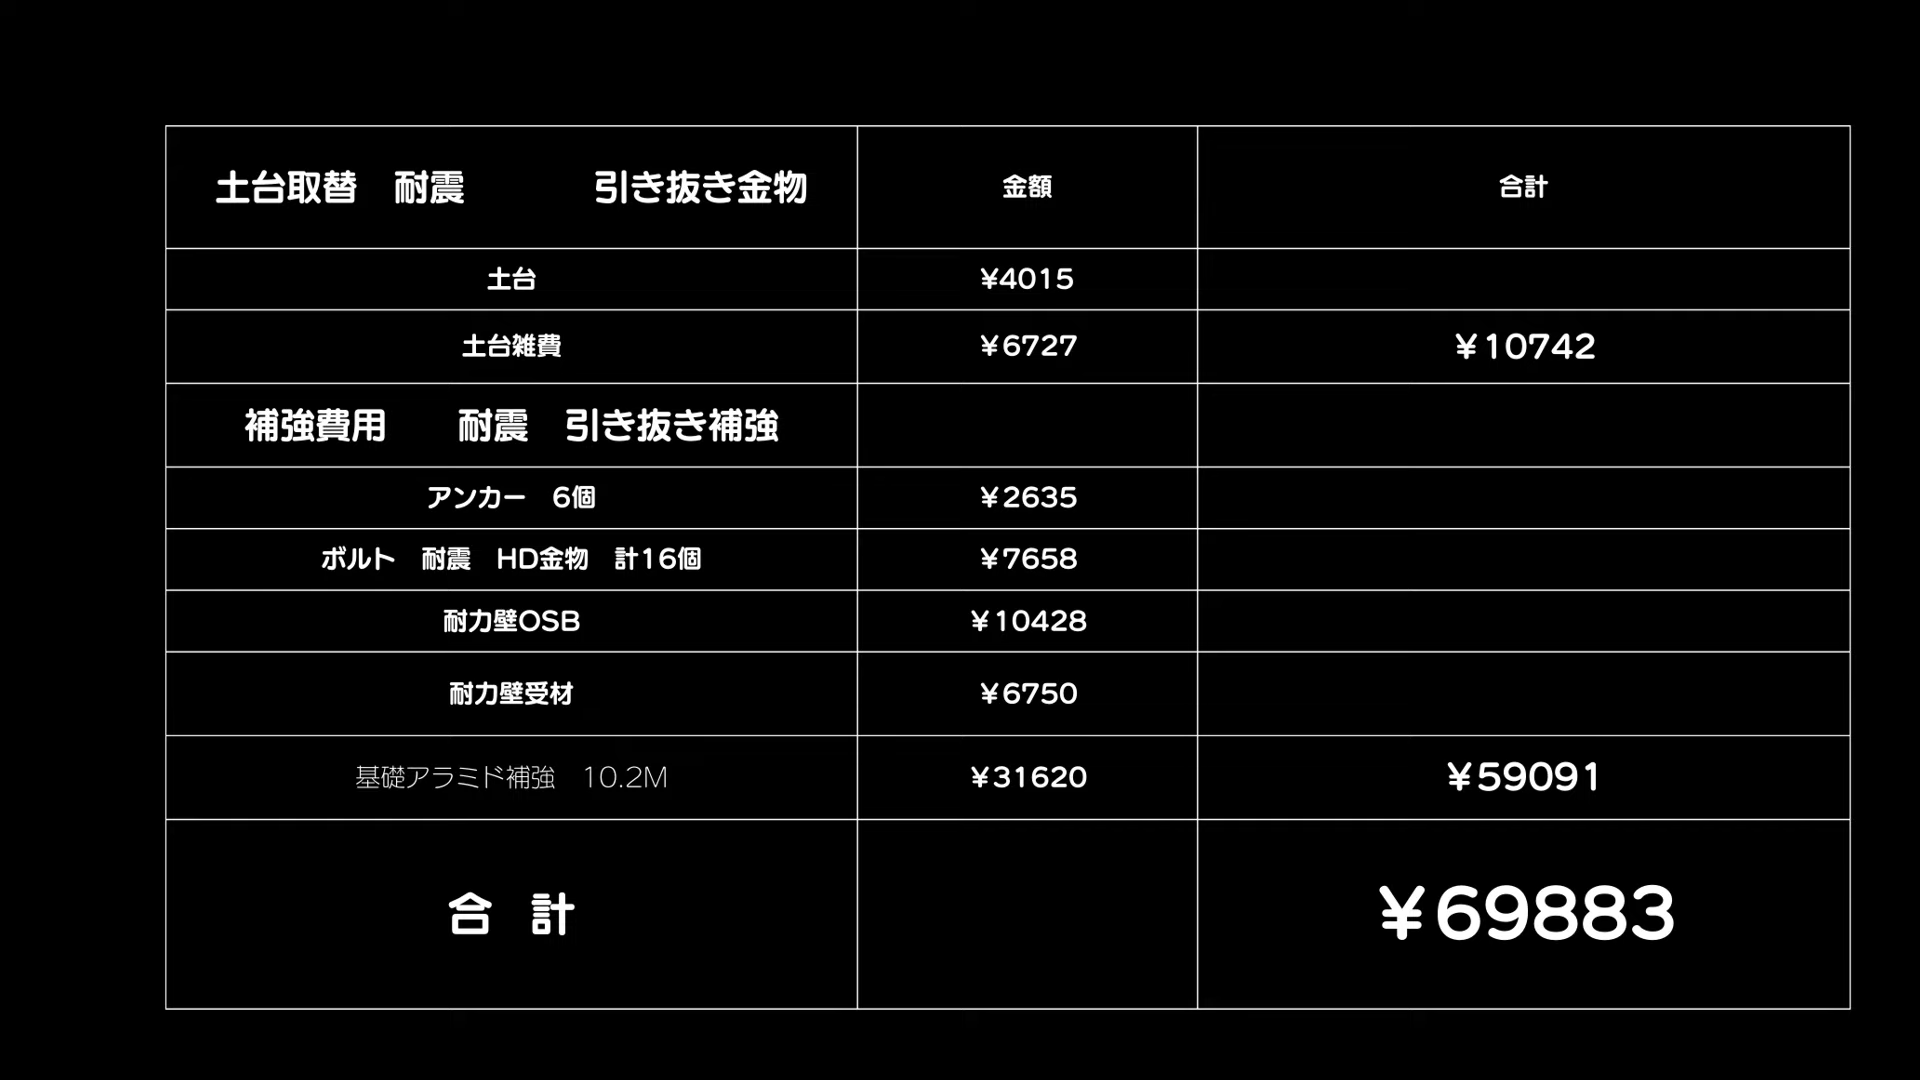 土台取替　耐震　　　引き抜き金物　金額　合計
土台　¥4015
土台雑費　¥6727　¥10742
補強費用　　耐震　引き抜き補強
アンカー　6個　¥2635
ボルト　耐震　HD金物　計16個　¥7658
耐力壁OSB　¥10428
耐力壁受材　¥6750
基礎アラミド補強　10.2M　¥31620　¥59091
合 計　¥69883